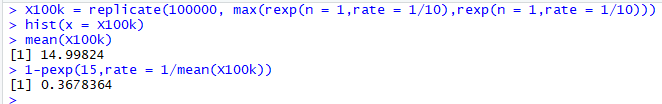 > X100k = replicate(100000, max(rexp(n = 1,rate = 1/10),rexp(n = 1,rate = 1/10)))
> hist(x = X100k)
> mean(X100k)
[1] 14.99824
> 1-pexp(15,rate = 1/mean(X100k))
[1] 0.3678364
>